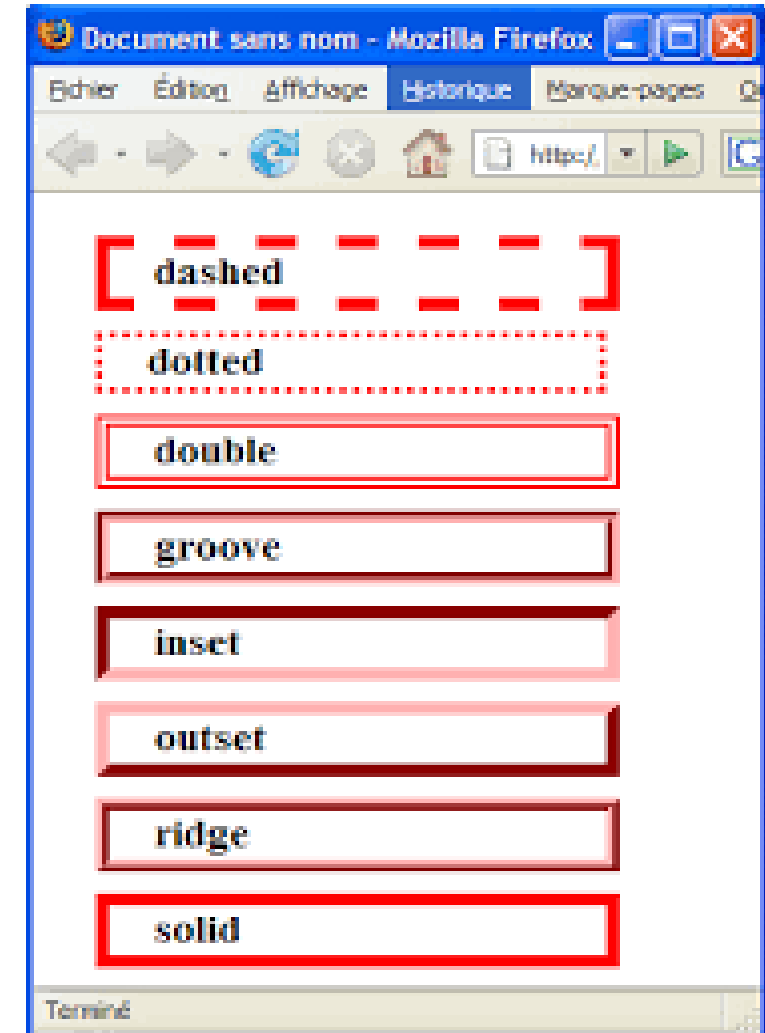 Document sans nom - Mozilla Firefox
Fichier Édition Affichage Historique Marque-pages
http:/
dashed
dotted
double
groove
inset
outset
ridge
solid
Terminé